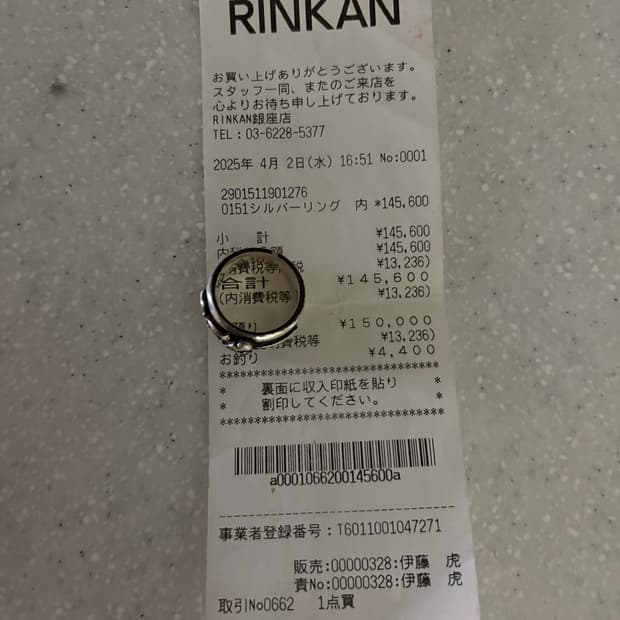 RINKAN
お買い上げありがとうございます。
スタッフ一同、またのご来店を
心よりお待ち申し上げております。
RINKAN銀座店
TEL：03-6228-5377
2025年 4月 2日(水) 16:51 No:0001
2901511901276
0151シルバーリング 内 *145,600
小 計 ¥145,600
内税 額 ¥145,600
消費税等 税 ¥13,236)
合計 ¥145,600
(内消費税等 ¥13,236)
り ¥150,000
費税等 ¥13,236)
お釣り ¥4,400
******************************
* 裏面に収入印紙を貼り *
* 割印してください。 *
******************************
a0001066200145600a
------------------------------
事業者登録番号：T6011001047271
販売:00000328:伊藤 虎
責No:00000328:伊藤 虎
取引No0662 1点買